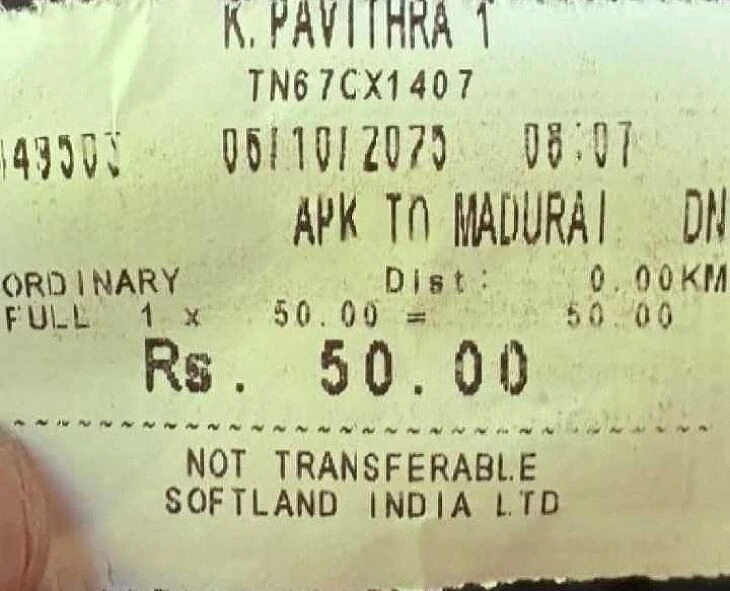 K. PAVITHRA 1
TN67CX1407
06/10/2025 08:07
APK TO MADURAI DN
ORDINARY Dist: 0.00KM
FULL 1 x 50.00 = 50.00
Rs. 50.00
NOT TRANSFERABLE
SOFTLAND INDIA LTD